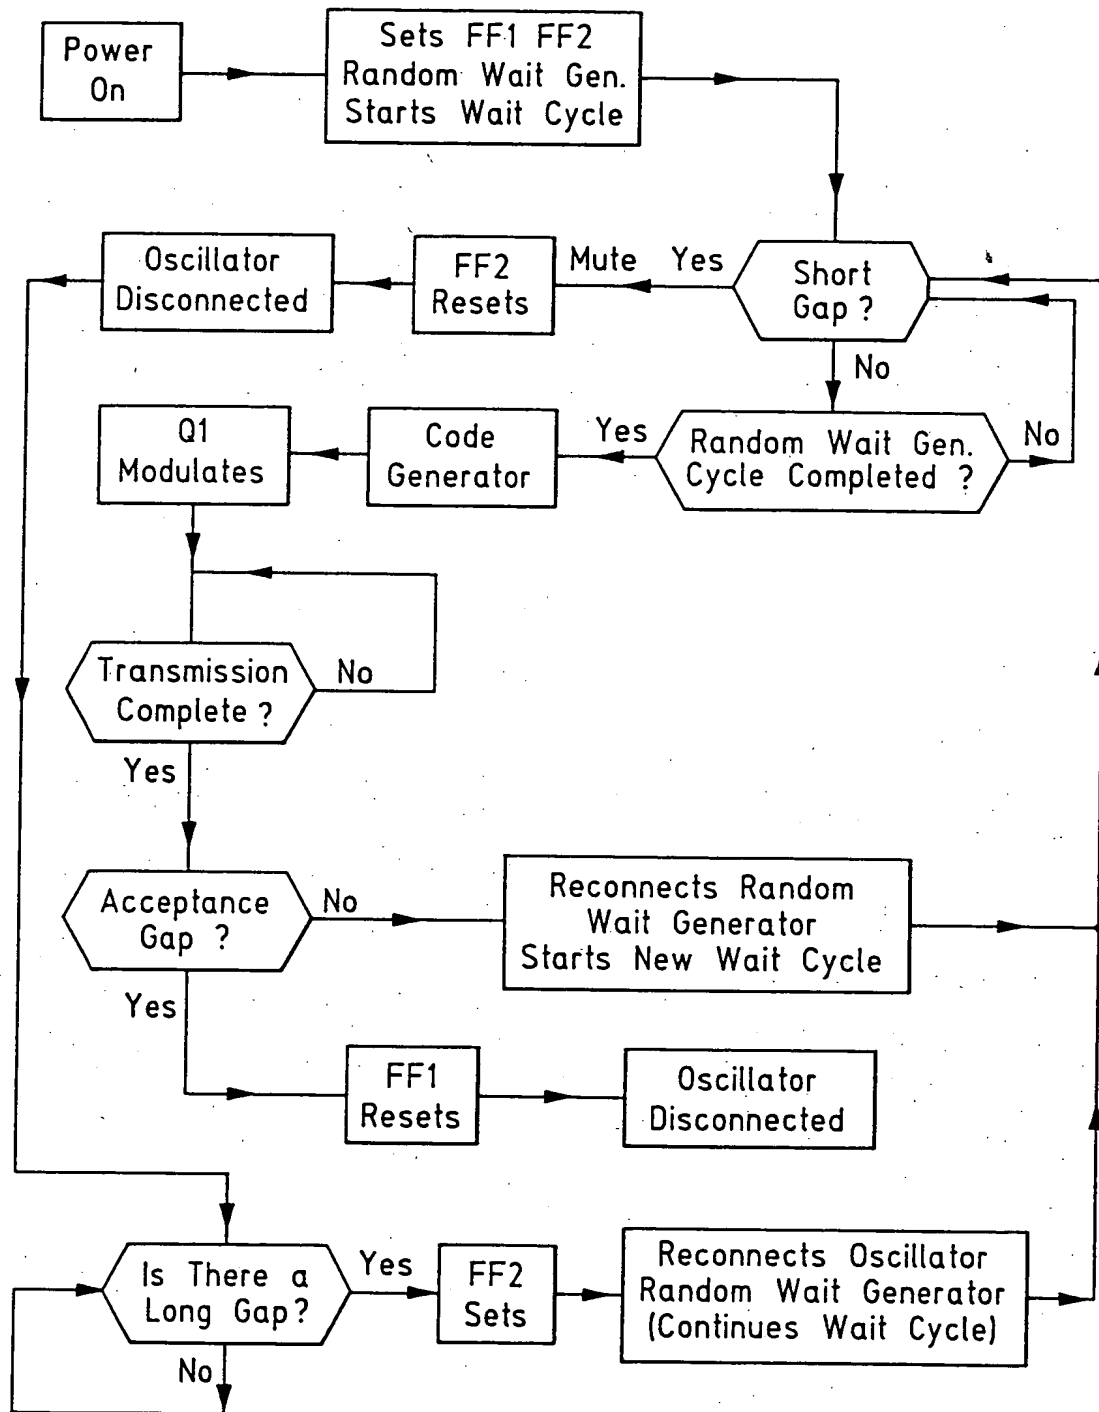 Power
On
Sets FF1 FF2
Random Wait Gen.
Starts Wait Cycle
Oscillator
Disconnected
FF2
Resets
Mute
Yes
Short
Gap ?
No
Q1
Modulates
Code
Generator
Yes
Random Wait Gen.
Cycle Completed ?
No
Transmission
Complete ?
No
Yes
Acceptance
Gap ?
No
Reconnects Random
Wait Generator
Starts New Wait Cycle
Yes
FF1
Resets
Oscillator
Disconnected
Is There a
Long Gap ?
Yes
FF2
Sets
Reconnects Oscillator
Random Wait Generator
(Continues Wait Cycle)
No